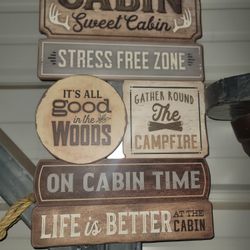 CABIN
Sweet Cabin
STRESS FREE ZONE
IT'S ALL
good
in the
WOODS
GATHER ROUND
The
CAMPFIRE
ON CABIN TIME
LIFE is BETTER AT THE CABIN